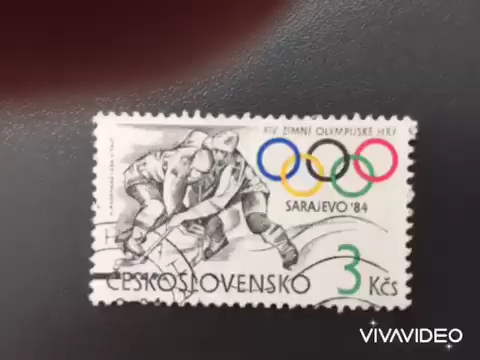 XIV. ZIMNÍ OLYMPIJSKÉ HRY
SARAJEVO '84
ČESKOSLOVENSKO
3 Kčs
VIVAVIDEO